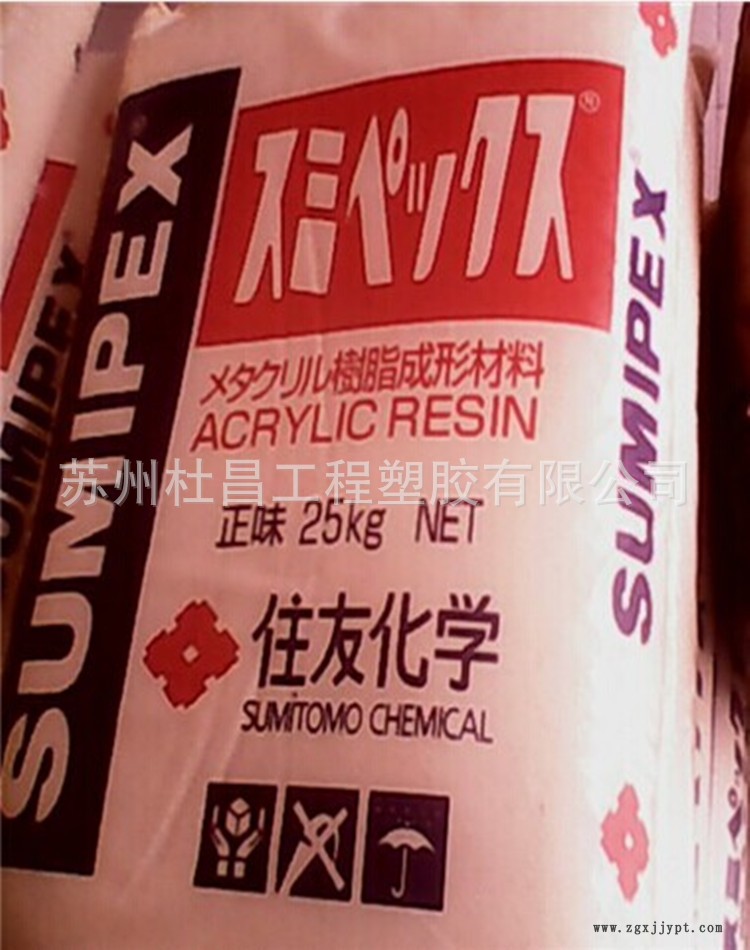 SUMIPEX
スミペックス®
メタクリル樹脂成形材料
ACRYLIC RESIN
苏州杜昌工程塑胶有限公司
正味 25kg NET
住友化学
SUMITOMO CHEMICAL
SUMIPEX
UMIPEX
www.zgxjjypt.com